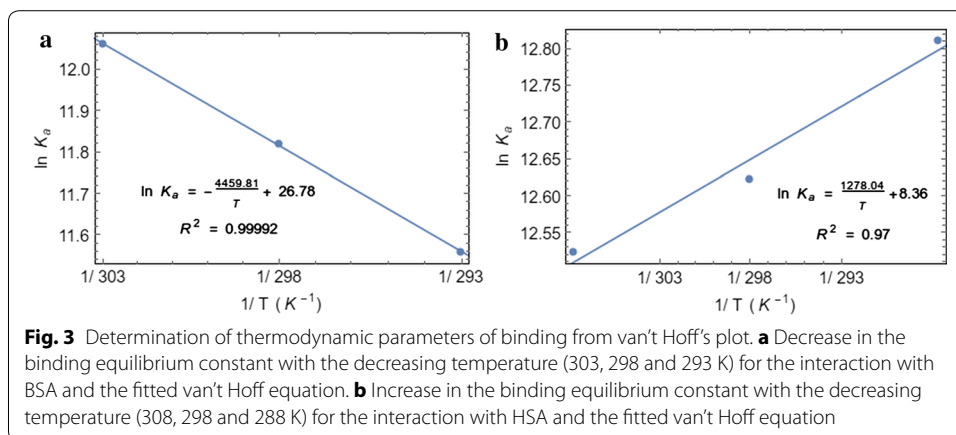 a
12.0
11.9
11.8
11.7
11.6
ln Ka
ln Ka = - 4459.81/T + 26.78
R² = 0.99992
1/ 303
1/ 298
1/ 293
1/ T ( K⁻¹)
b
12.80
12.75
12.70
12.65
12.60
12.55
ln Ka
ln Ka = 1278.04/T +8.36
R² = 0.97
1/ 303
1/ 298
1/ 293
1/ T ( K⁻¹)
Fig. 3 Determination of thermodynamic parameters of binding from van’t Hoff’s plot. a Decrease in the
binding equilibrium constant with the decreasing temperature (303, 298 and 293 K) for the interaction with
BSA and the fitted van’t Hoff equation. b Increase in the binding equilibrium constant with the decreasing
temperature (308, 298 and 288 K) for the interaction with HSA and the fitted van’t Hoff equation